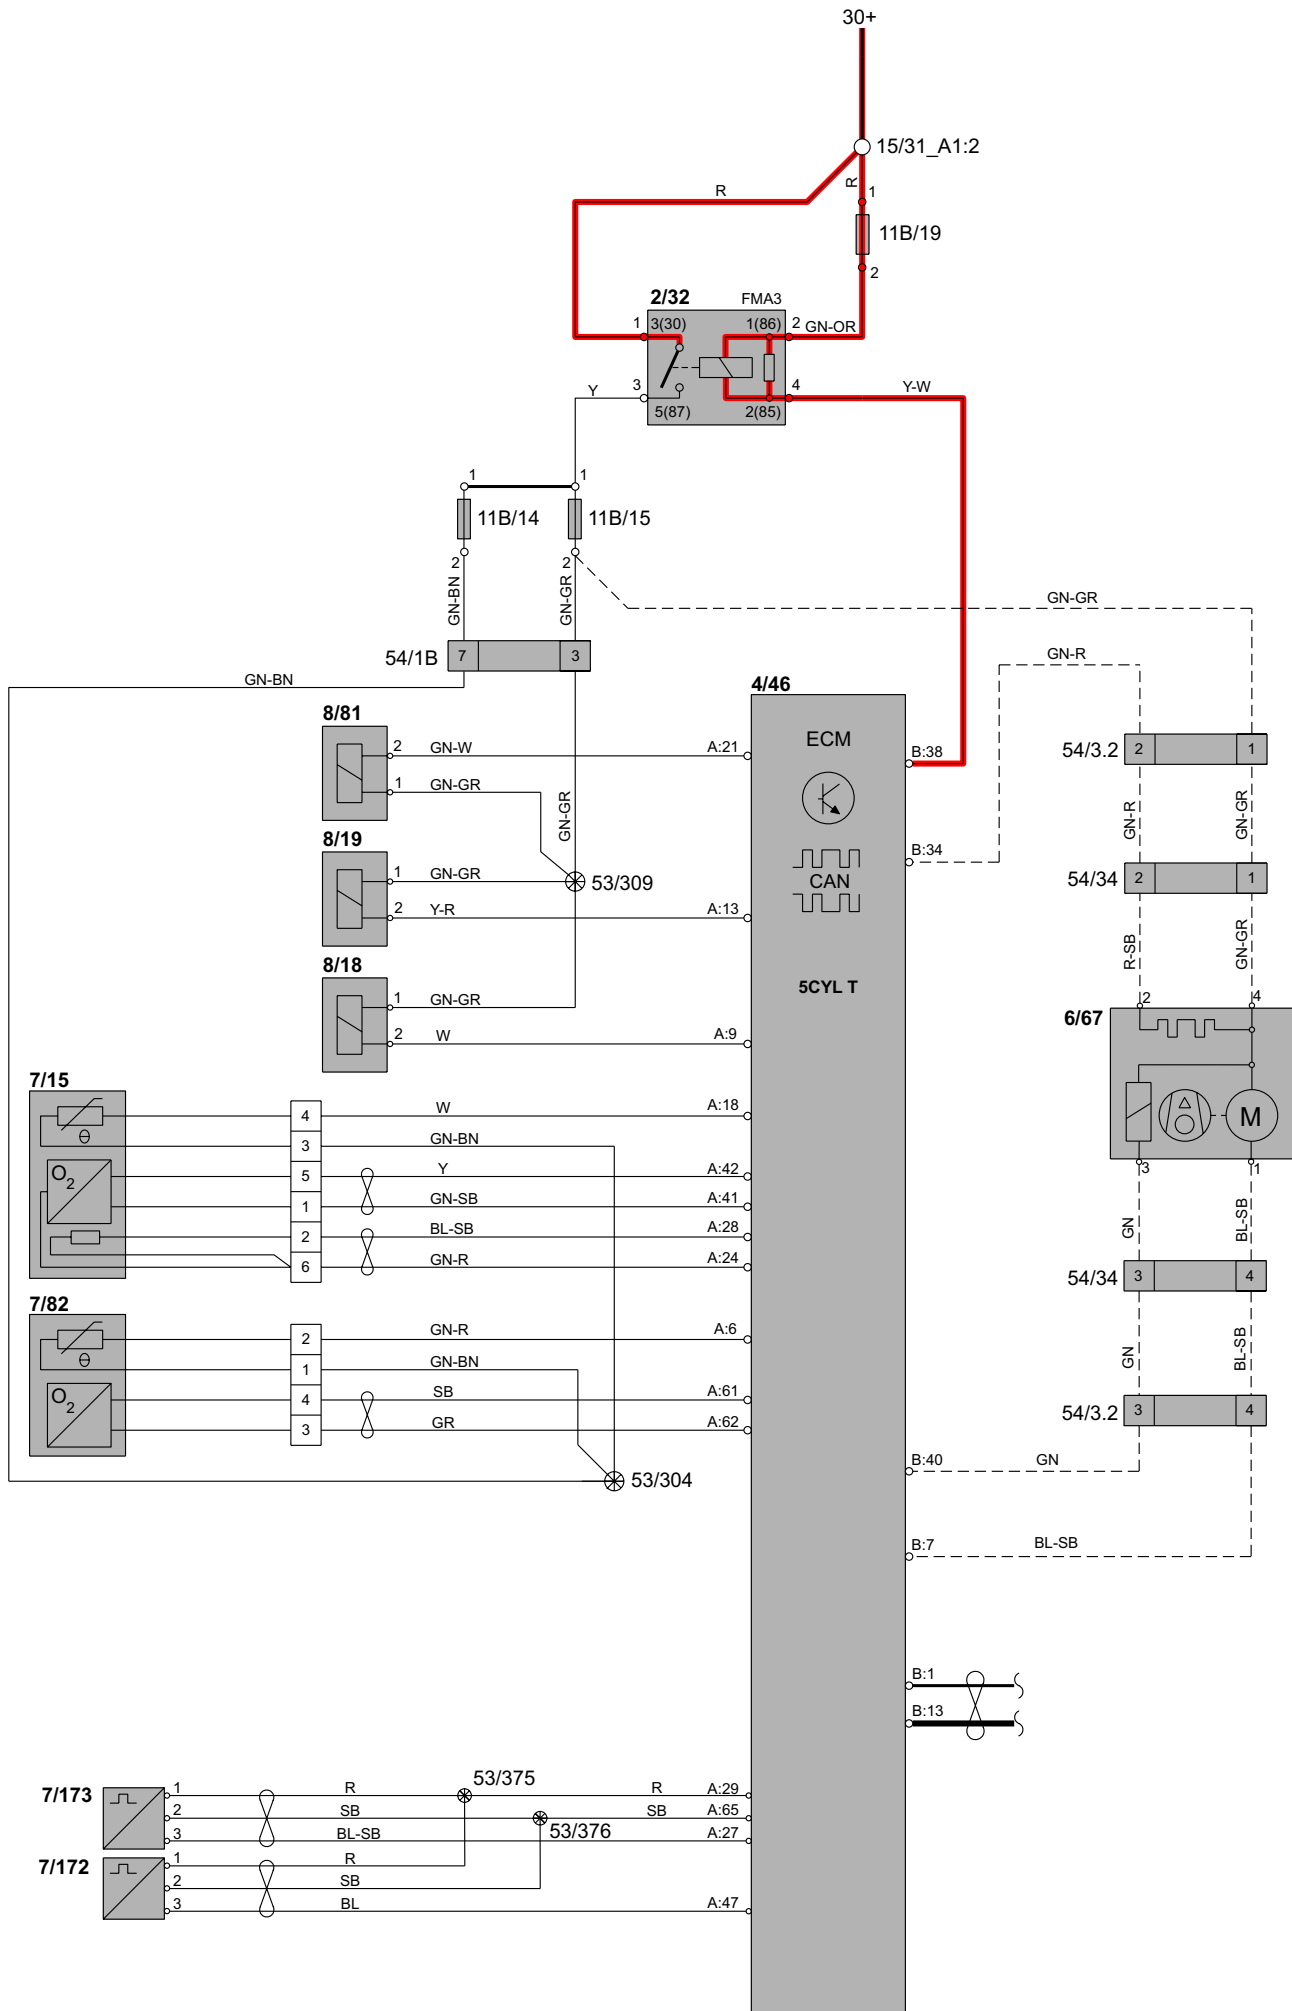 30+
15/31_A1:2
R
R
1
11B/19
2
2/32
FMA3
1
3(30)
1(86)
2
GN-OR
3
5(87)
2(85)
4
Y-W
Y
1
1
11B/14
11B/15
2
2
GN-BN
GN-GR
GN-GR
54/1B
7
3
GN-BN
GN-R
4/46
8/81
2
GN-W
A:21
ECM
B:38
54/3.2
2
1
1
GN-GR
GN-GR
GN-R
GN-GR
8/19
B:34
1
GN-GR
53/309
CAN
54/34
2
1
2
Y-R
A:13
R-SB
GN-GR
8/18
5CYL T
1
GN-GR
2
4
2
W
A:9
6/67
7/15
4
W
A:18
M
3
GN-BN
O2
5
Y
A:42
3
1
1
GN-SB
A:41
2
BL-SB
A:28
GN
BL-SB
6
GN-R
A:24
54/34
3
4
7/82
2
GN-R
A:6
1
GN-BN
GN
BL-SB
O2
4
SB
A:61
54/3.2
3
4
3
GR
A:62
B:40
GN
53/304
B:7
BL-SB
B:1
B:13
53/375
7/173
1
R
R
A:29
2
SB
SB
A:65
53/376
3
BL-SB
A:27
7/172
1
R
2
SB
3
BL
A:47